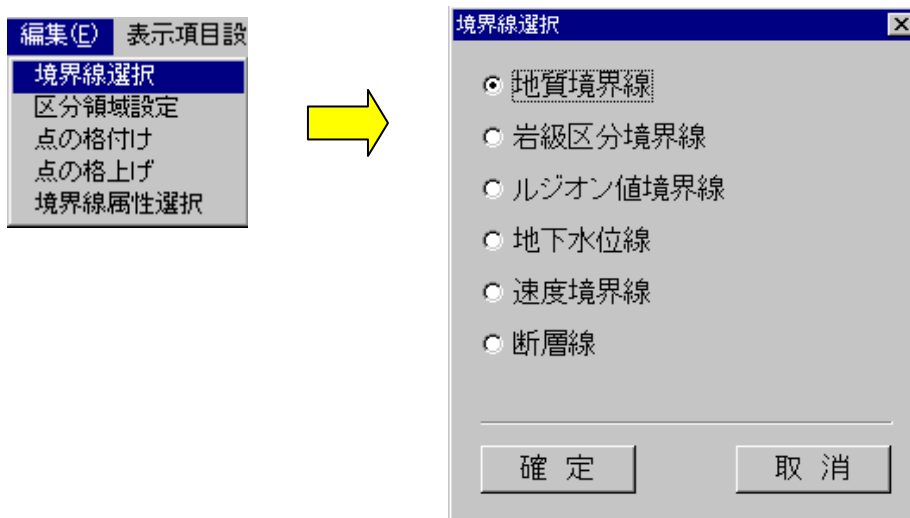 編集(E) 表示項目設
境界線選択
区分領域設定
点の格付け
点の格上げ
境界線属性選択
境界線選択
地質境界線
岩級区分境界線
ルジオン値境界線
地下水位線
速度境界線
断層線
確 定 取 消